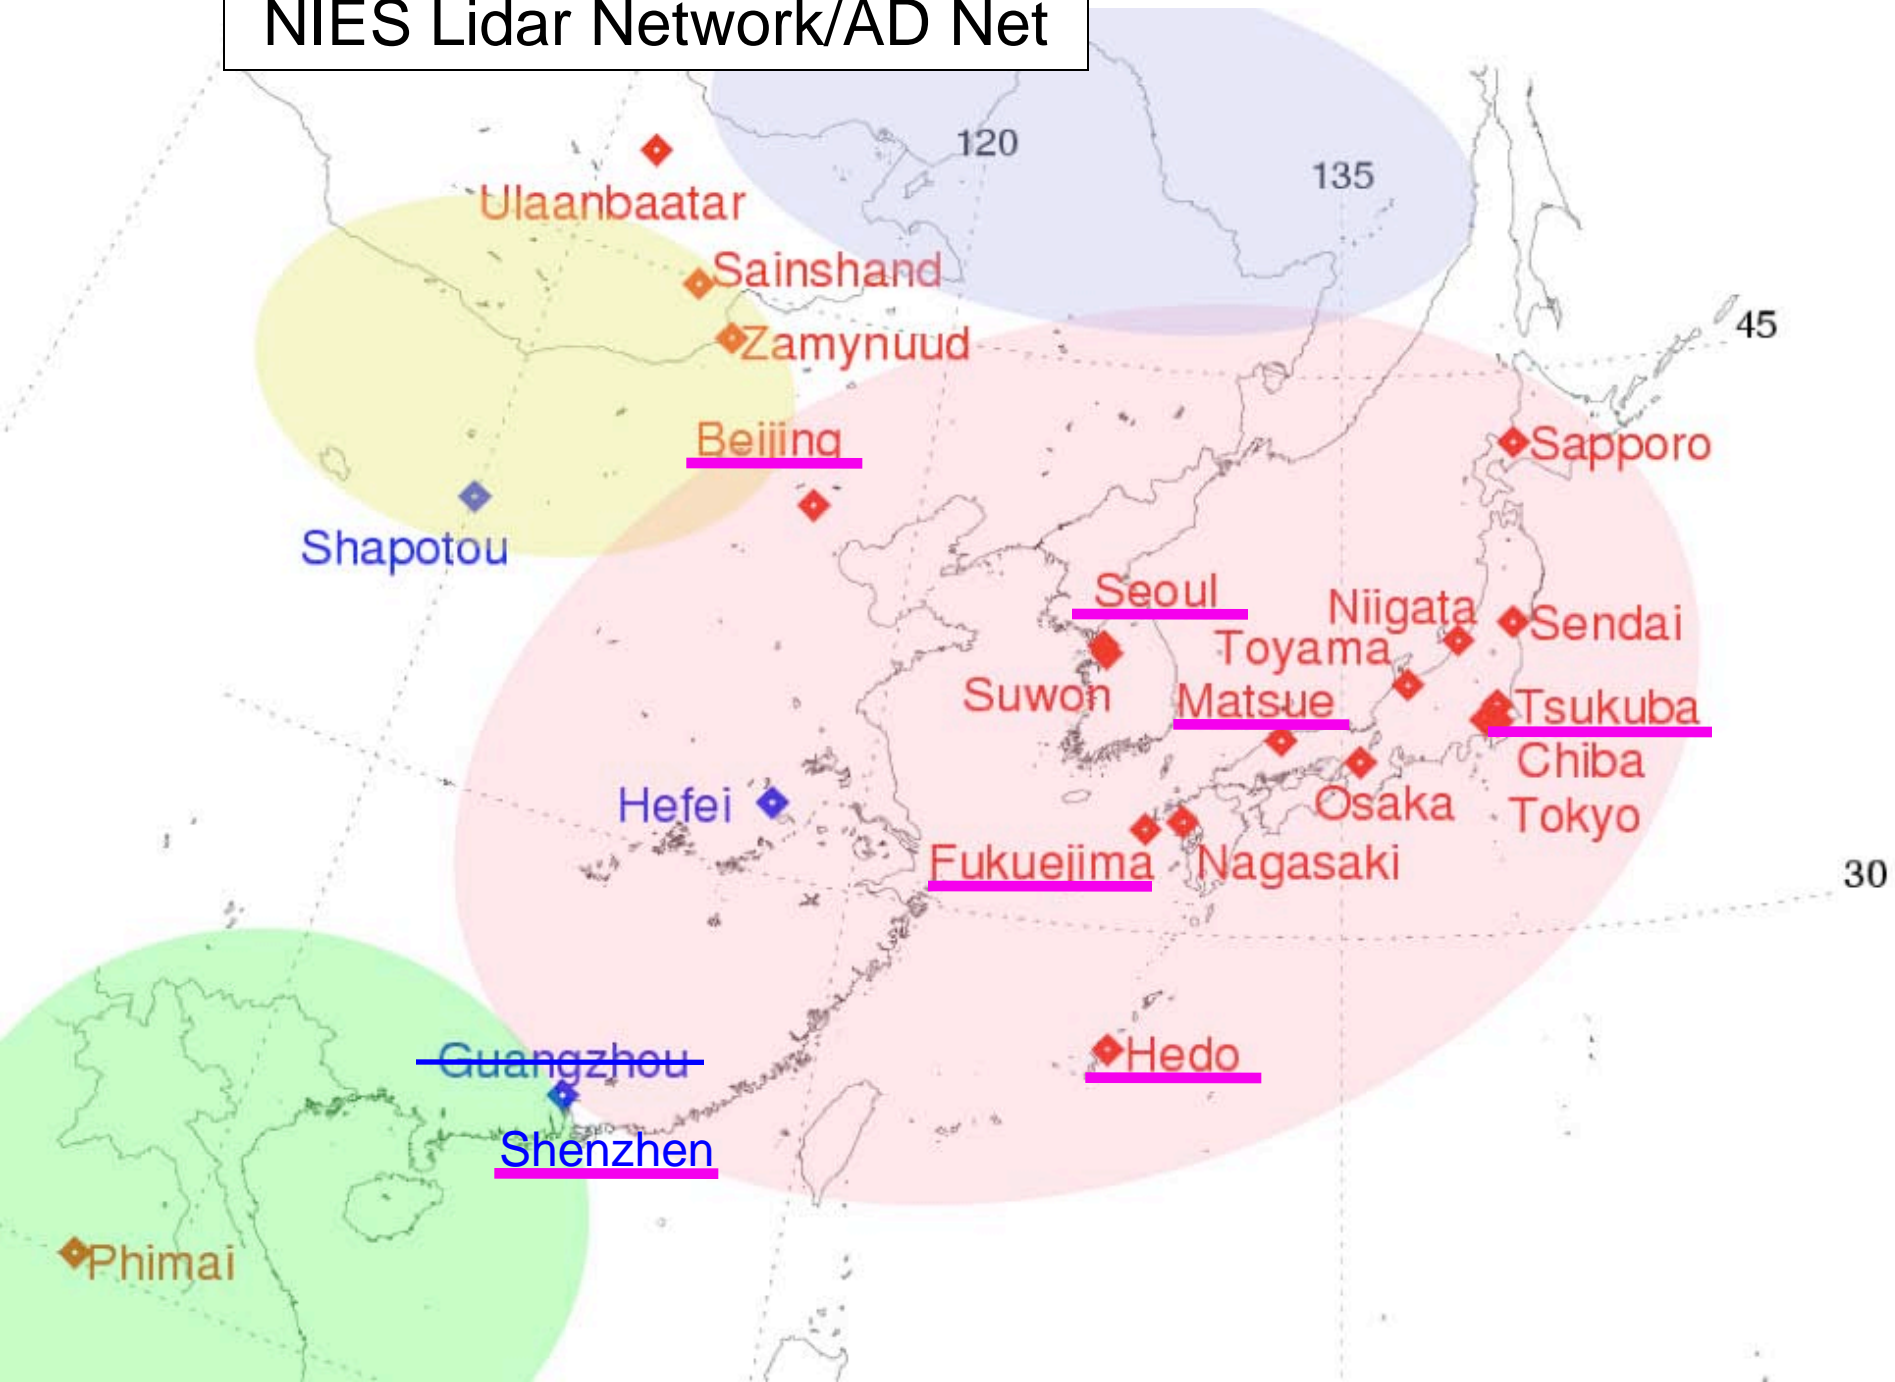 NIES Lidar Network/AD Net
120
135
Ulaanbaatar
Sainshand
45
Zamynuud
Beijing
Sapporo
Shapotou
Seoul
Niigata
Sendai
Toyama
Suwon
Matsue
Tsukuba
Chiba
Hefei
Osaka
Tokyo
Fukuejima
Nagasaki
30
Hedo
Guangzhou
Shenzhen
Phimai